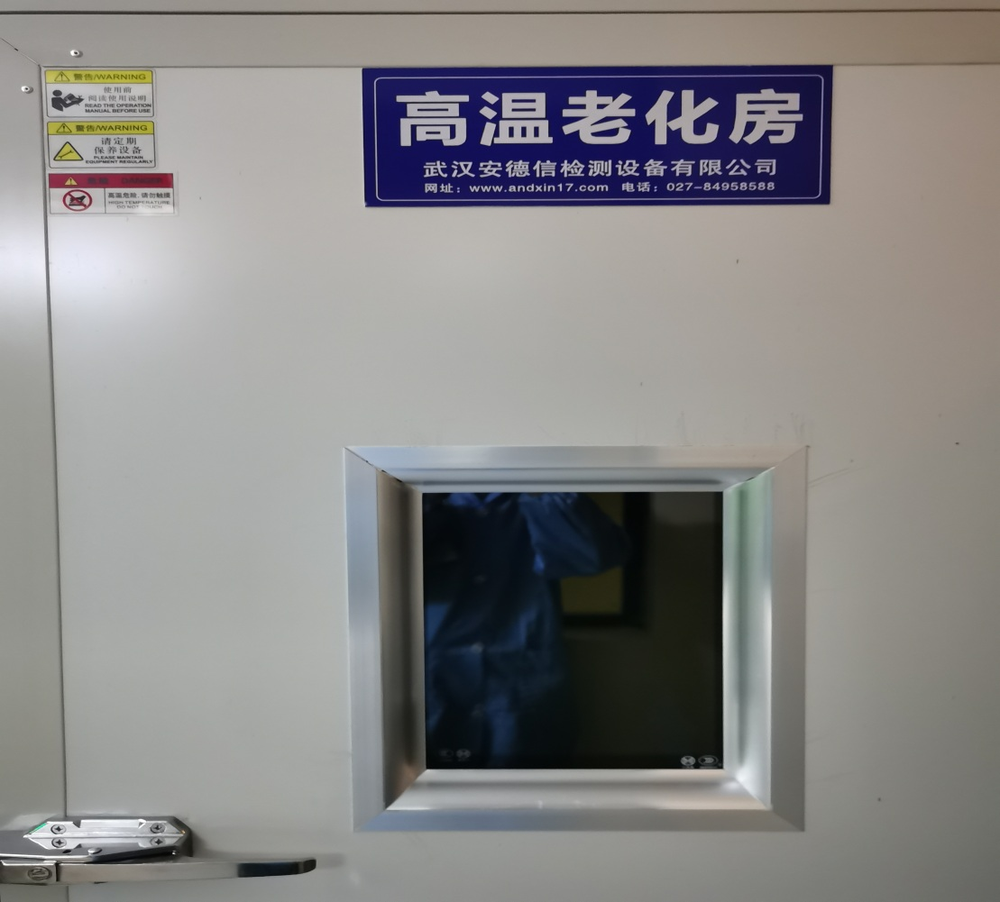 警告/WARNING
使用前
阅读使用说明
READ THE OPERATION
MANUAL BEFORE USE
警告/WARNING
请定期
保养设备
PLEASE MAINTAIN
EQUIPMENT REGULARLY
DANGER
高温危险,请勿触摸
HIGH TEMPERATURE
DO NOT TOUCH
高温老化房
武汉安德信检测设备有限公司
网址：www.andxin17.com 电话：027-84958588